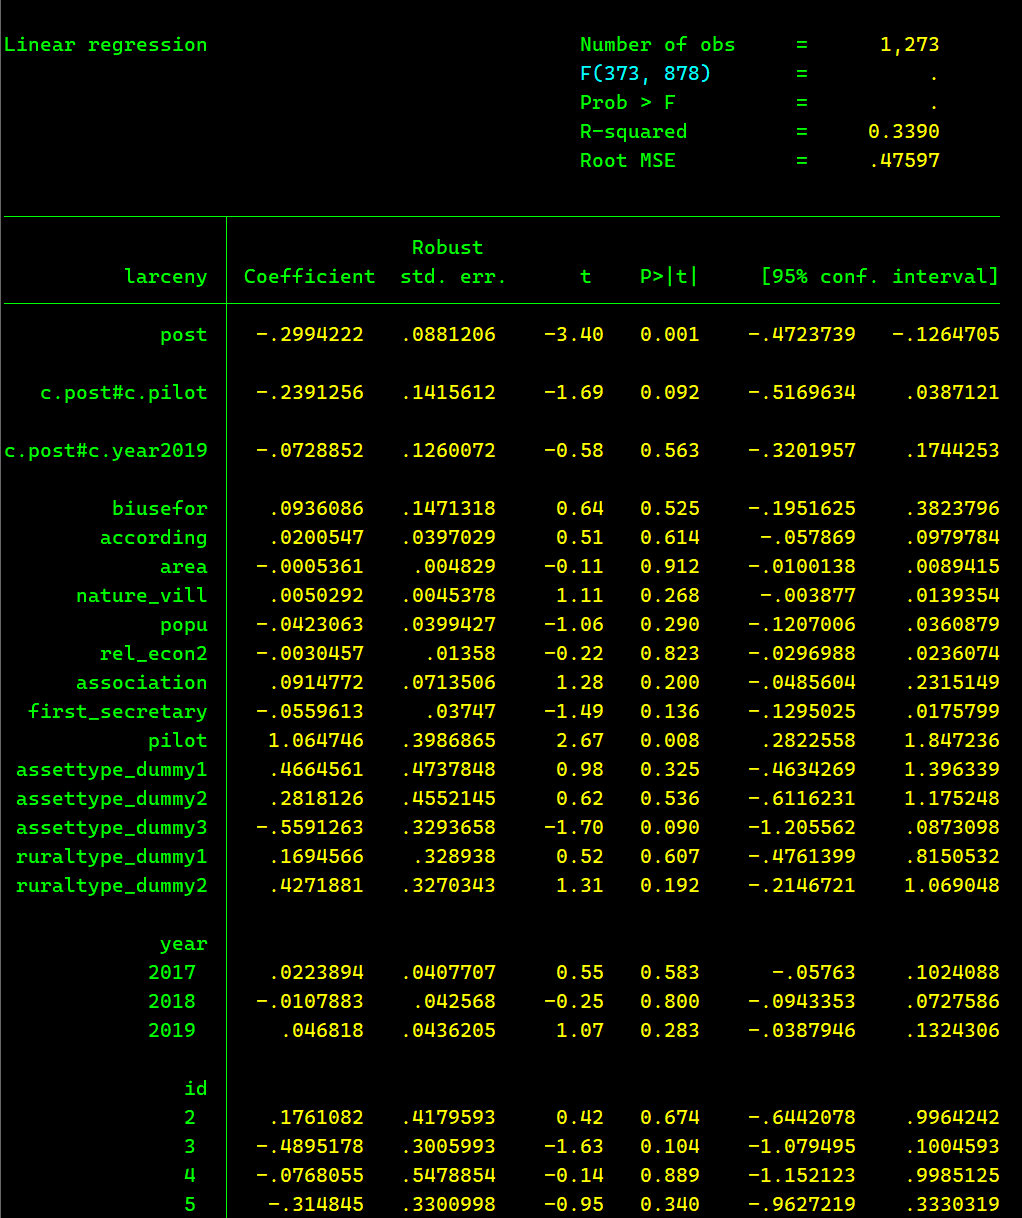 Linear regression Number of obs = 1,273
F(373, 878) = .
Prob > F = .
R-squared = 0.3390
Root MSE = .47597
Robust
larceny Coefficient std. err. t P>|t| [95% conf. interval]
post -.2994222 .0881206 -3.40 0.001 -.4723739 -.1264705
c.post#c.pilot -.2391256 .1415612 -1.69 0.092 -.5169634 .0387121
c.post#c.year2019 -.0728852 .1260072 -0.58 0.563 -.3201957 .1744253
biusefor .0936086 .1471318 0.64 0.525 -.1951625 .3823796
according .0200547 .0397029 0.51 0.614 -.057869 .0979784
area -.0005361 .004829 -0.11 0.912 -.0100138 .0089415
nature_vill .0050292 .0045378 1.11 0.268 -.003877 .0139354
popu -.0423063 .0399427 -1.06 0.290 -.1207006 .0360879
rel_econ2 -.0030457 .01358 -0.22 0.823 -.0296988 .0236074
association .0914772 .0713506 1.28 0.200 -.0485604 .2315149
first_secretary -.0559613 .03747 -1.49 0.136 -.1295025 .0175799
pilot 1.064746 .3986865 2.67 0.008 .2822558 1.847236
assettype_dummy1 .4664561 .4737848 0.98 0.325 -.4634269 1.396339
assettype_dummy2 .2818126 .4552145 0.62 0.536 -.6116231 1.175248
assettype_dummy3 -.5591263 .3293658 -1.70 0.090 -1.205562 .0873098
ruraltype_dummy1 .1694566 .328938 0.52 0.607 -.4761399 .8150532
ruraltype_dummy2 .4271881 .3270343 1.31 0.192 -.2146721 1.069048
year
2017 .0223894 .0407707 0.55 0.583 -.05763 .1024088
2018 -.0107883 .042568 -0.25 0.800 -.0943353 .0727586
2019 .046818 .0436205 1.07 0.283 -.0387946 .1324306
id
2 .1761082 .4179593 0.42 0.674 -.6442078 .9964242
3 -.4895178 .3005993 -1.63 0.104 -1.079495 .1004593
4 -.0768055 .5478854 -0.14 0.889 -1.152123 .9985125
5 -.314845 .3300998 -0.95 0.340 -.9627219 .3330319